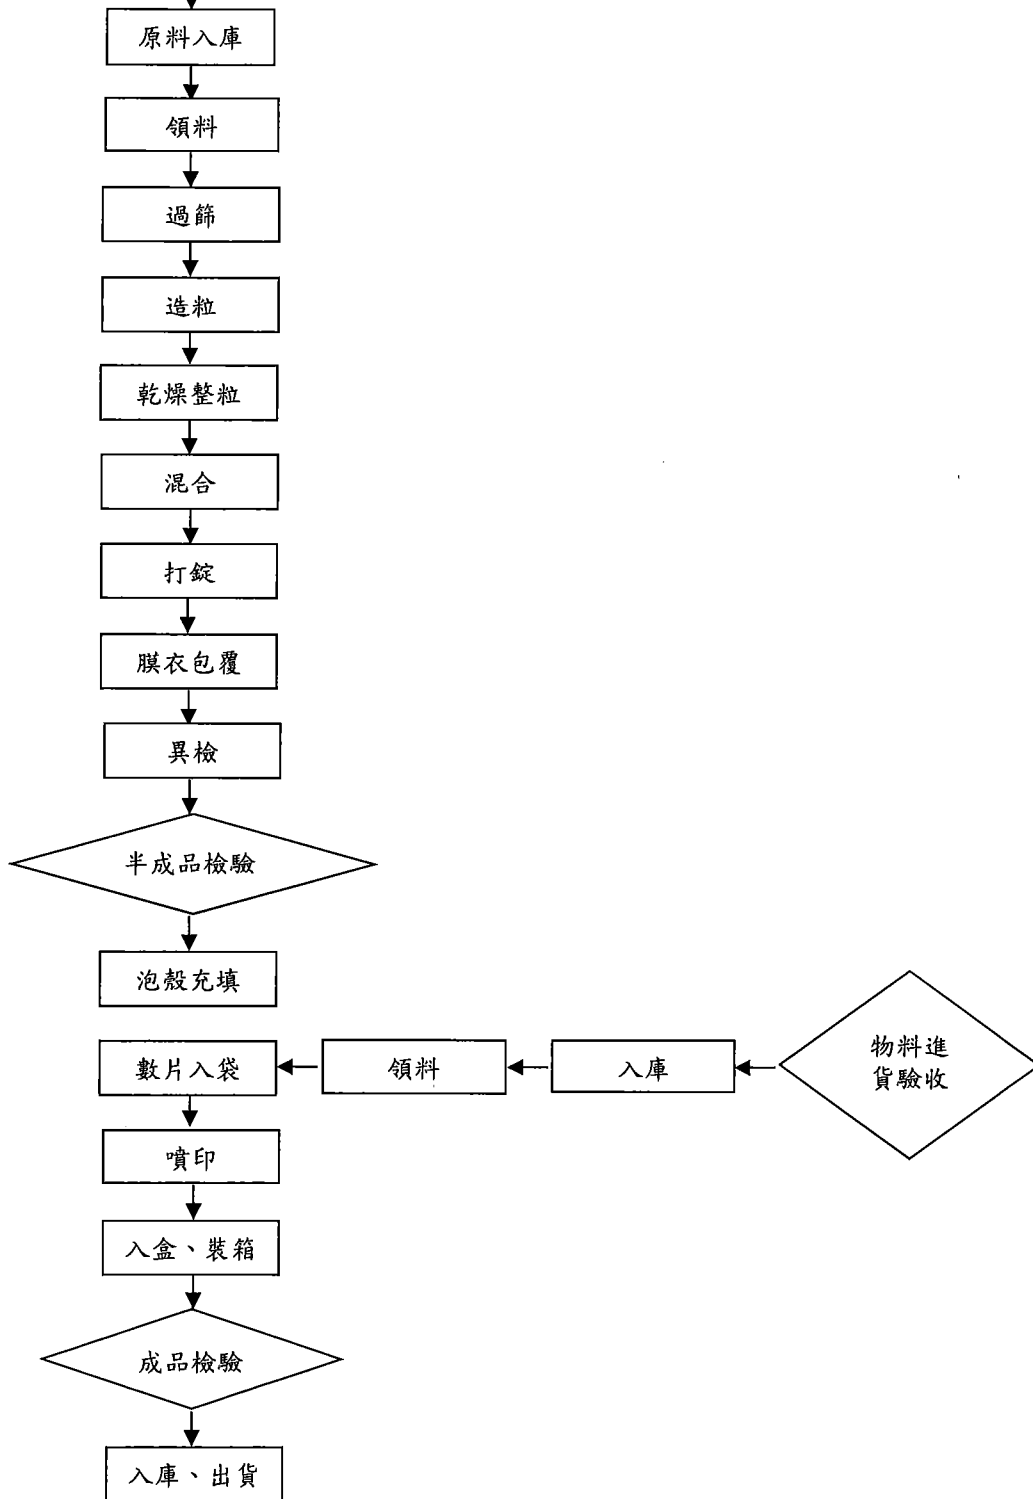 原料入庫
領料
過篩
造粒
乾燥整粒
混合
打錠
膜衣包覆
異檢
半成品檢驗
泡殼充填
數片入袋
領料
入庫
物料進
貨驗收
噴印
入盒、裝箱
成品檢驗
入庫、出貨